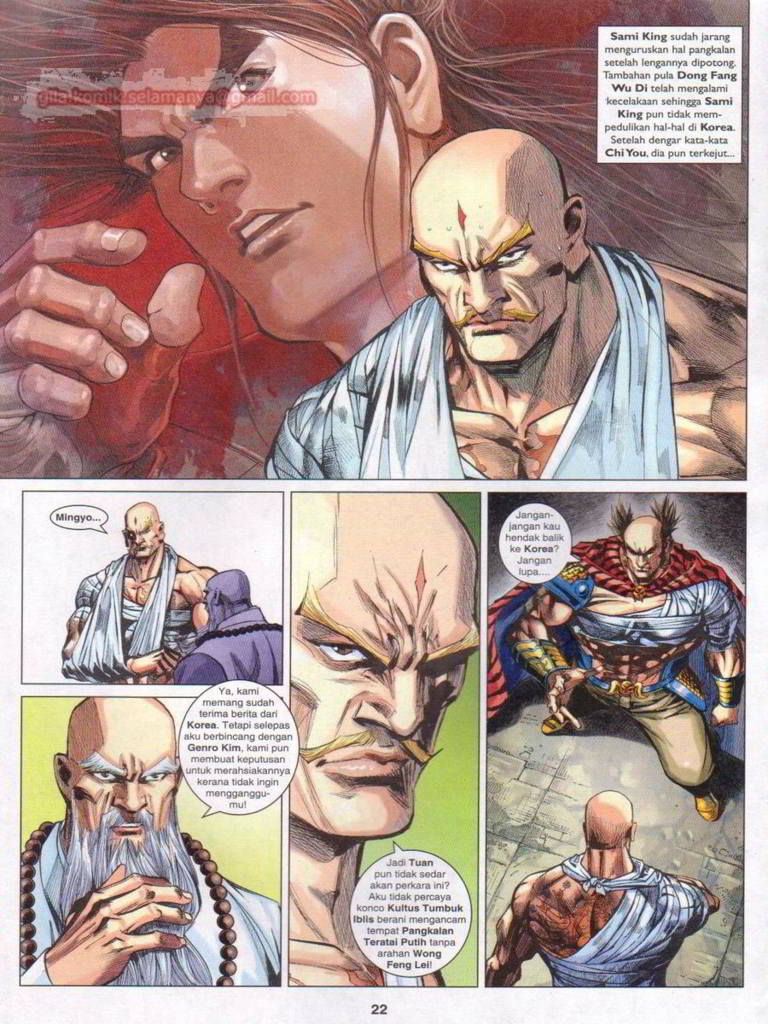 Sami King sudah jarang
menguruskan hal pangkalan
setelah lengannya dipotong.
Tambahan pula Dong Fang
Wu Di telah mengalami
kecelakaan sehingga Sami
King pun tidak mem-
pedulikan hal-hal di Korea.
Setelah dengar kata-kata
Chi You, dia pun terkejut...
gila.komik.selamanya@gmail.com
Mingyo...
Ya, kami
memang sudah
terima berita dari
Korea. Tetapi selepas
aku berbincang dengan
Genro Kim, kami pun
membuat keputusan
untuk merahsiakannya
kerana tidak ingin
mengganggu-
mu!
Jadi Tuan
pun tidak sedar
akan perkara ini?
Aku tidak percaya
konco Kultus Tumbuk
Iblis berani mengancam
tempat Pangkalan
Teratai Putih tanpa
arahan Wong
Feng Lei!
Jangan-
jangan kau
hendak balik
ke Korea?
Jangan
lupa....
22